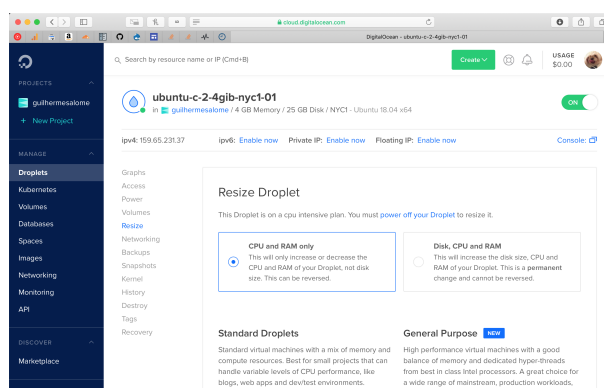 cloud.digitalocean.com
DigitalOcean - ubuntu-c-2-4gib-nyc1-01
Search by resource name or IP (Cmd+B)
Create
USAGE
$0.00
PROJECTS
guilhermesalome
+ New Project
MANAGE
Droplets
Kubernetes
Volumes
Databases
Spaces
Images
Networking
Monitoring
API
DISCOVER
Marketplace
ubuntu-c-2-4gib-nyc1-01
in guilhermesalome / 4 GB Memory / 25 GB Disk / NYC1 - Ubuntu 18.04 x64
ON
ipv4: 159.65.231.37 ipv6: Enable now Private IP: Enable now Floating IP: Enable now Console:
Graphs
Access
Power
Volumes
Resize
Networking
Backups
Snapshots
Kernel
History
Destroy
Tags
Recovery
Resize Droplet
This Droplet is on a cpu intensive plan. You must power off your Droplet to resize it.
CPU and RAM only
This will only increase or decrease the
CPU and RAM of your Droplet, not disk
size. This can be reversed.
Disk, CPU and RAM
This will increase the disk size, CPU and
RAM of your Droplet. This is a permanent
change and cannot be reversed.
Standard Droplets
Standard virtual machines with a mix of memory and
compute resources. Best for small projects that can
handle variable levels of CPU performance, like
blogs, web apps and dev/test environments.
General Purpose NEW
High performance virtual machines with a good
balance of memory and dedicated hyper-threads
from best in class Intel processors. A great choice for
a wide range of mainstream, production workloads,